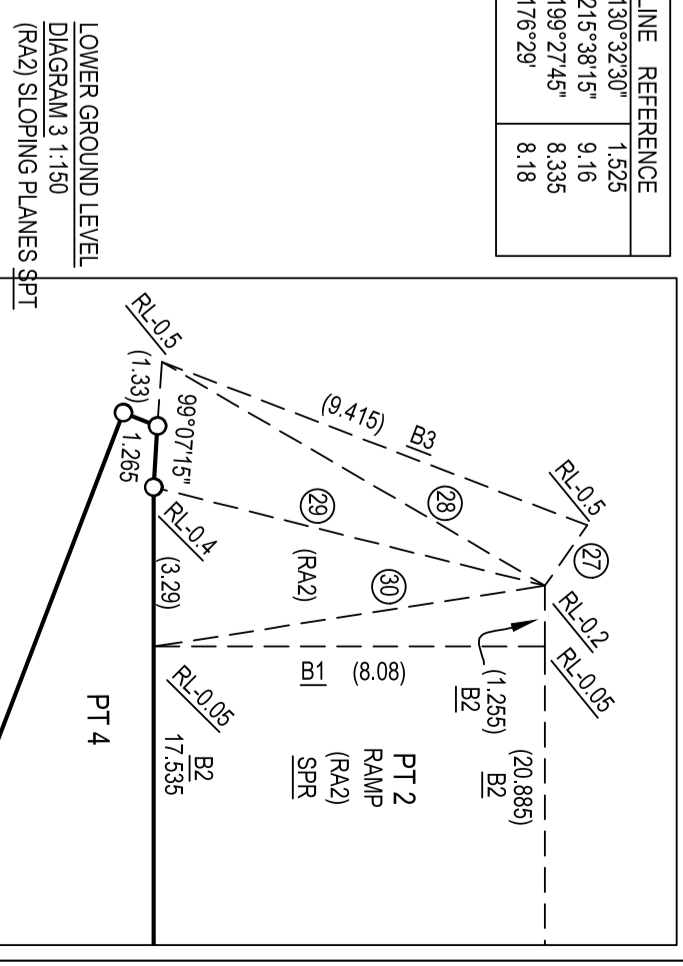 LINE REFERENCE
130°32'30" 1.525
215°38'15" 9.16
199°27'45" 8.335
176°29' 8.18
LOWER GROUND LEVEL
DIAGRAM 3 1:150
(RA2) SLOPING PLANES SPT
RL-0.5
(1.33)
99°07'15"
1.265
(9.415)
B3
RL-0.5
27
28
29
RL-0.4
(RA2)
30
(3.29)
RL-0.2
RL-0.05
(1.255)
B2
B1 (8.08)
RL-0.05
(20.885)
B2
PT 2
RAMP
(RA2)
SPR
B2
17.535
PT 4